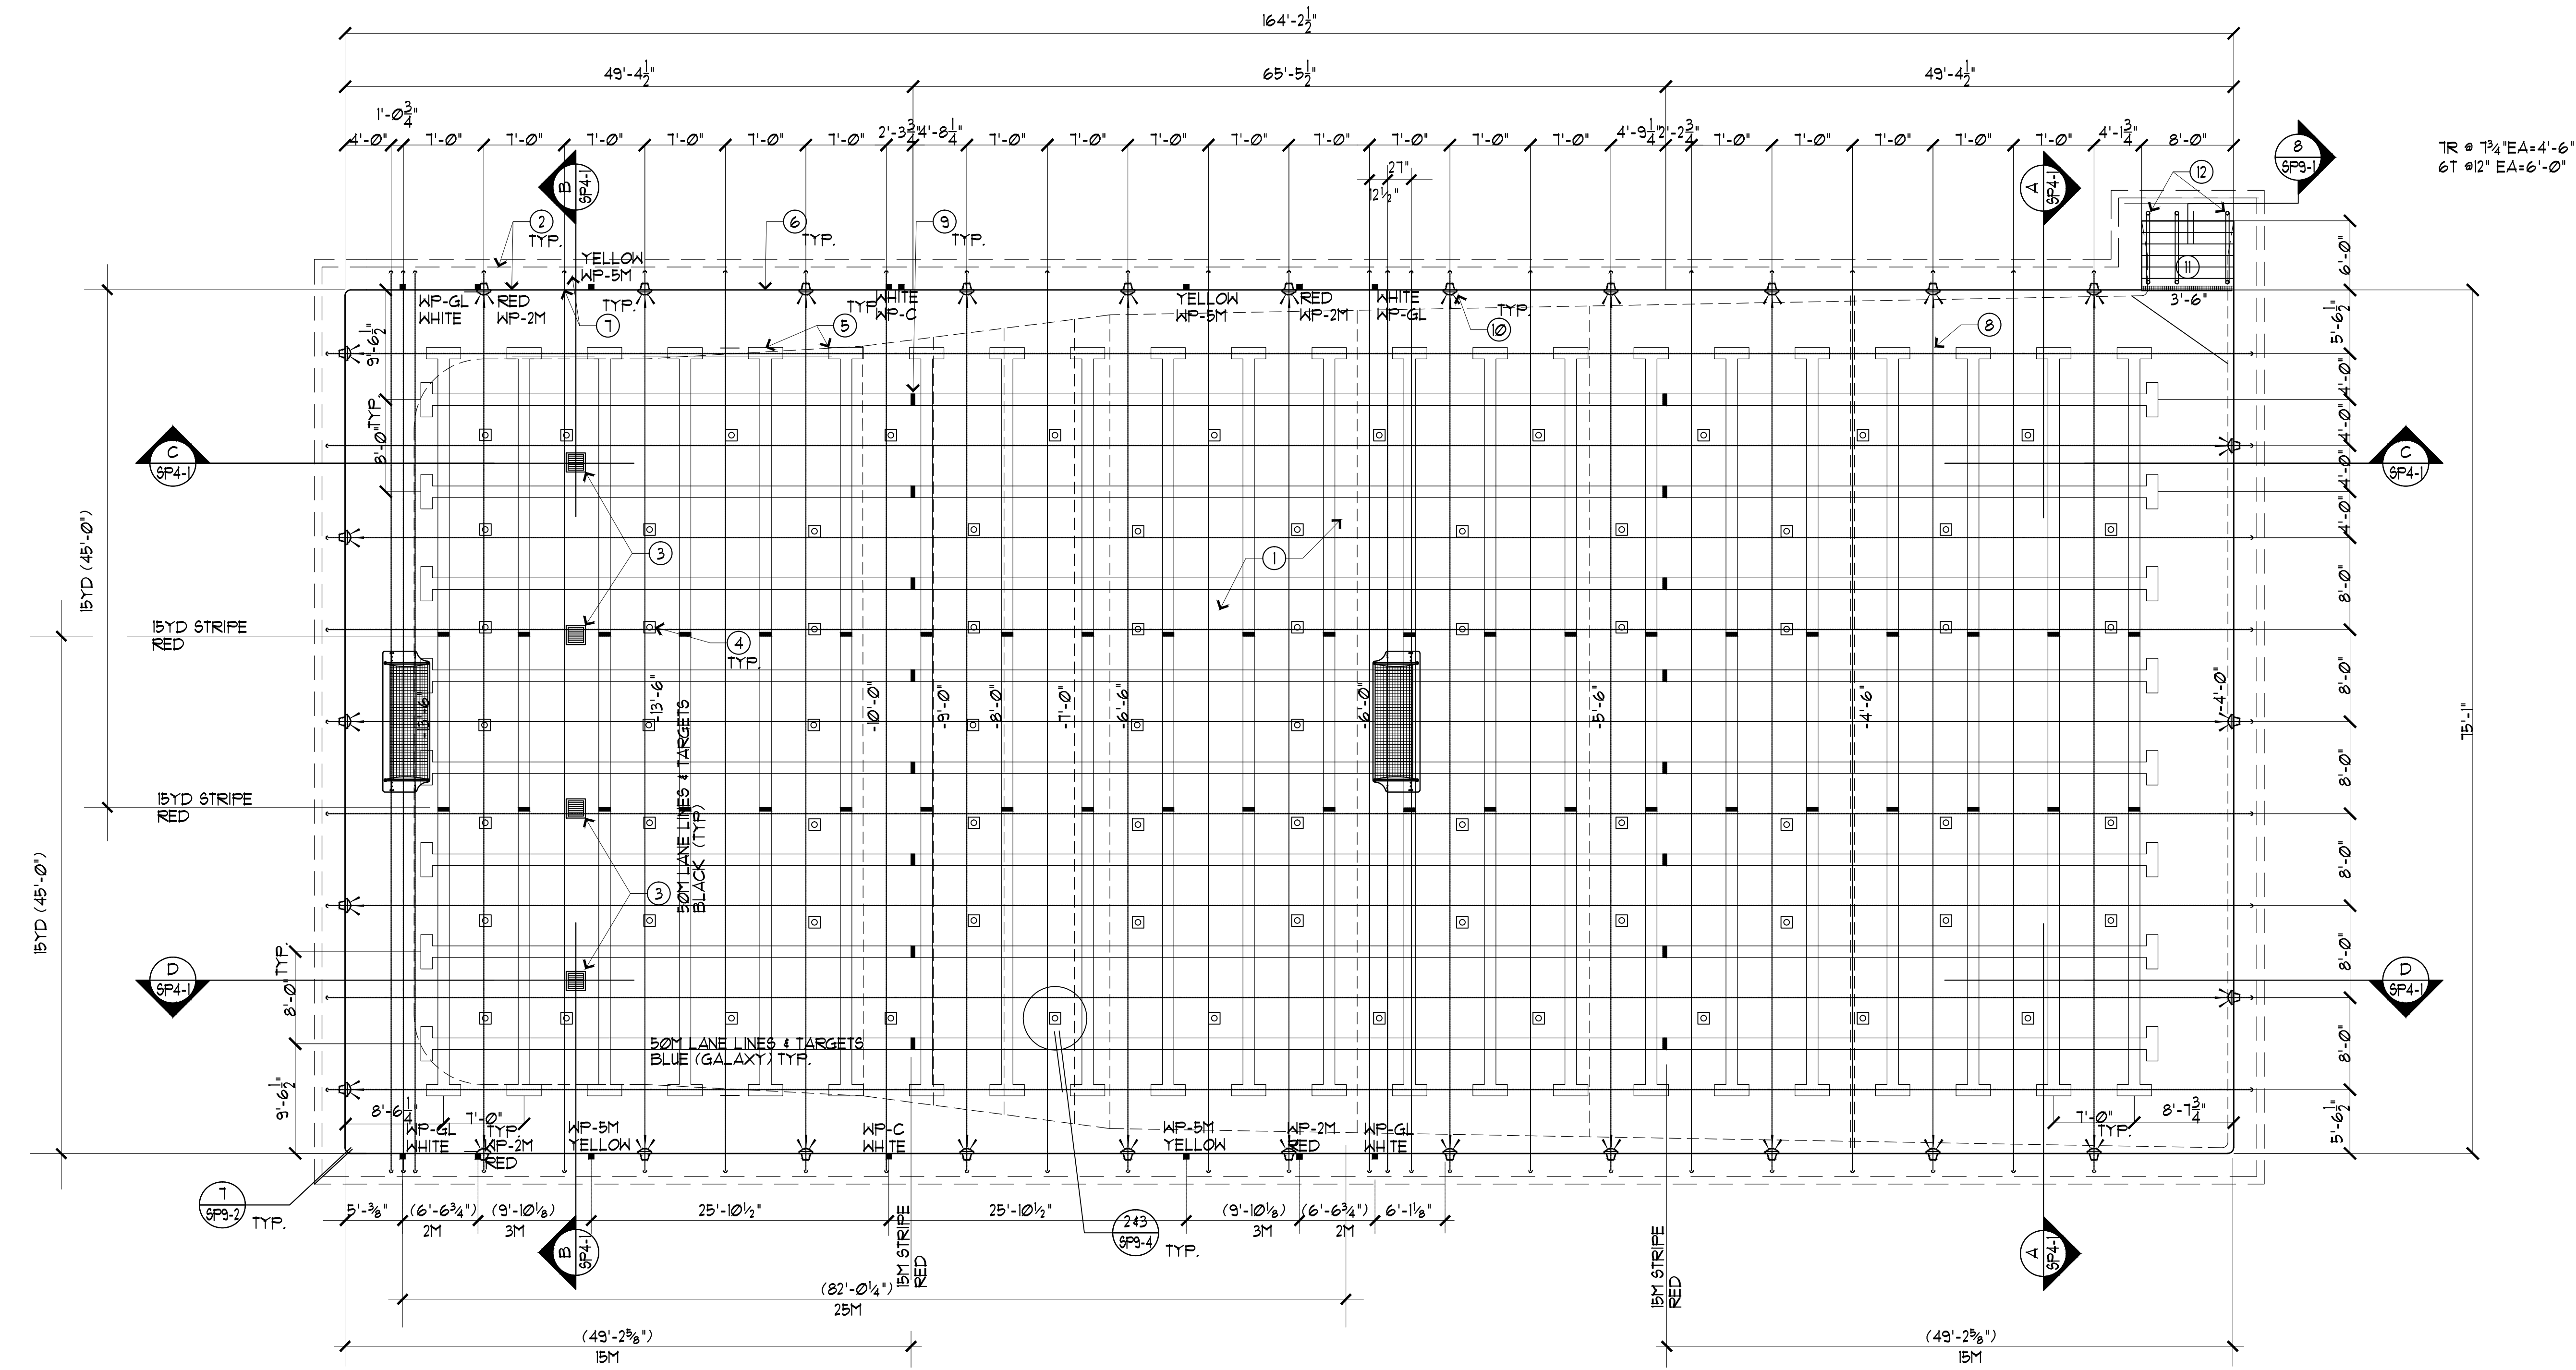 164'-2½"
49'-4½"
65'-5½"
49'-4½"
1'-0¾"
4'-0"
7'-0"
7'-0"
7'-0"
7'-0"
7'-0"
7'-0"
2'-3¾"
4'-8¼"
7'-0"
7'-0"
7'-0"
7'-0"
7'-0"
7'-0"
7'-0"
7'-0"
4'-9¼"
2'-2¾"
7'-0"
7'-0"
7'-0"
7'-0"
7'-0"
4'-1¾"
8'-0"
8
SP9-1
7R @ 7¾"EA=4'-6"
6T @12" EA=6'-0"
B
SP4-1
27"
12½"
A
SP4-1
12
2
TYP.
6
TYP.
9
TYP.
YELLOW
WP-5M
TYP.
7
WP-GL
WHITE
RED
WP-2M
TYP.
WHITE
WP-C
5
YELLOW
WP-5M
RED
WP-2M
WHITE
WP-GL
TYP.
10
8
11
3'-6"
6'-0"
5'-6½"
4'-0"
4'-0"
4'-0"
4'-0"
8'-0"
8'-0"
8'-0"
8'-0"
8'-0"
8'-0"
5'-6½"
75'-1"
9'-6½"
8'-0" TYP
C
SP4-1
C
SP4-1
15YD (45'-0")
3
1
15YD STRIPE
RED
4
TYP.
-13'-6"
-13'-6"
-10'-0"
-9'-0"
-8'-0"
-7'-0"
-6'-6"
-6'-0"
-5'-6"
-4'-6"
-4'-0"
50M LANE LINES & TARGETS
BLACK (TYP)
15YD STRIPE
RED
15YD (45'-0")
3
D
SP4-1
D
SP4-1
8'-0" TYP.
9'-6½"
50M LANE LINES & TARGETS
BLUE (GALAXY) TYP.
8'-6¼"
7'-0"
TYP.
WP-GL
WHITE
WP-2M
RED
WP-5M
YELLOW
WP-C
WHITE
WP-5M
YELLOW
WP-2M
RED
WP-GL
WHITE
7'-0"
TYP.
8'-7¾"
7
SP9-2
TYP.
5'-⅜"
(6'-6¾")
2M
(9'-10⅛)
3M
25'-10½"
25'-10½"
(9'-10⅛)
3M
(6'-6¾")
2M
6'-1⅛"
B
SP4-1
2&3
SP9-4
TYP.
A
SP4-1
15M STRIPE
RED
15M STRIPE
RED
(82'-0¼")
25M
(49'-2⅝")
15M
(49'-2⅝")
15M